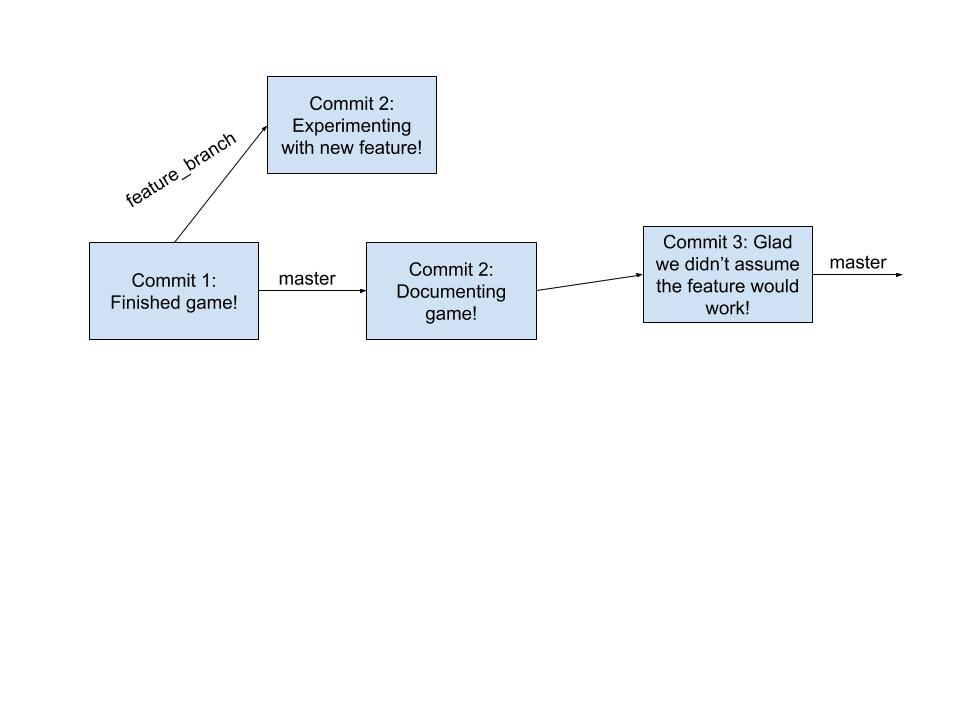 Commit 2:
Experimenting
with new feature!
feature_branch
Commit 1:
Finished game!
master
Commit 2:
Documenting
game!
Commit 3: Glad
we didn’t assume
the feature would
work!
master